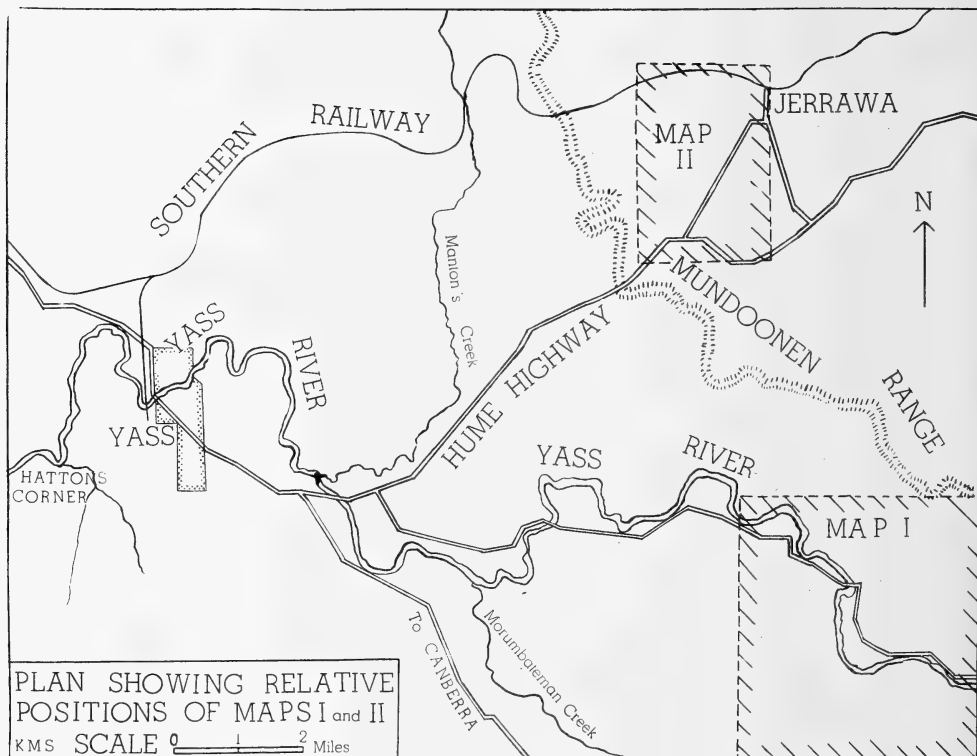 SOUTHERN RAILWAY
MAP
II
JERRAWA
N
Manton's Creek
HUME HIGHWAY
MUNDOONEN RANGE
YASS RIVER
YASS
HATTONS
CORNER
YASS RIVER
MAP I
Morumbateman Creek
To CANBERRA
PLAN SHOWING RELATIVE
POSITIONS OF MAPS I and II
KMS SCALE 0 1 2 Miles